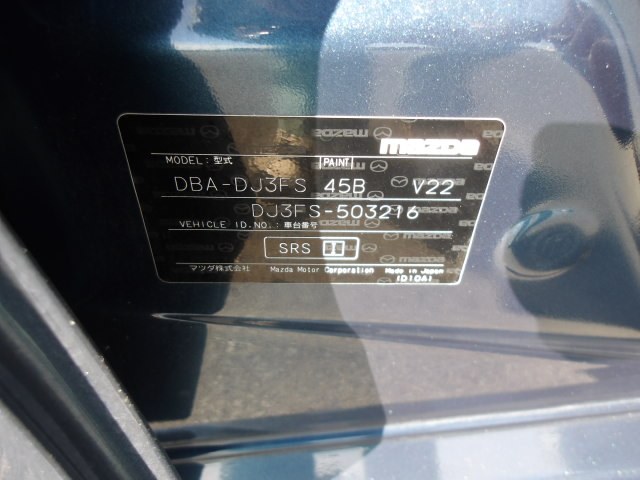 mazda
MODEL: 型式 PAINT
DBA-DJ3FS 45B V22
DJ3FS-503216
VEHICLE ID.NO.: 車台番号
SRS
マツダ株式会社 Mazda Motor Corporation Made in Japan
(D10A)